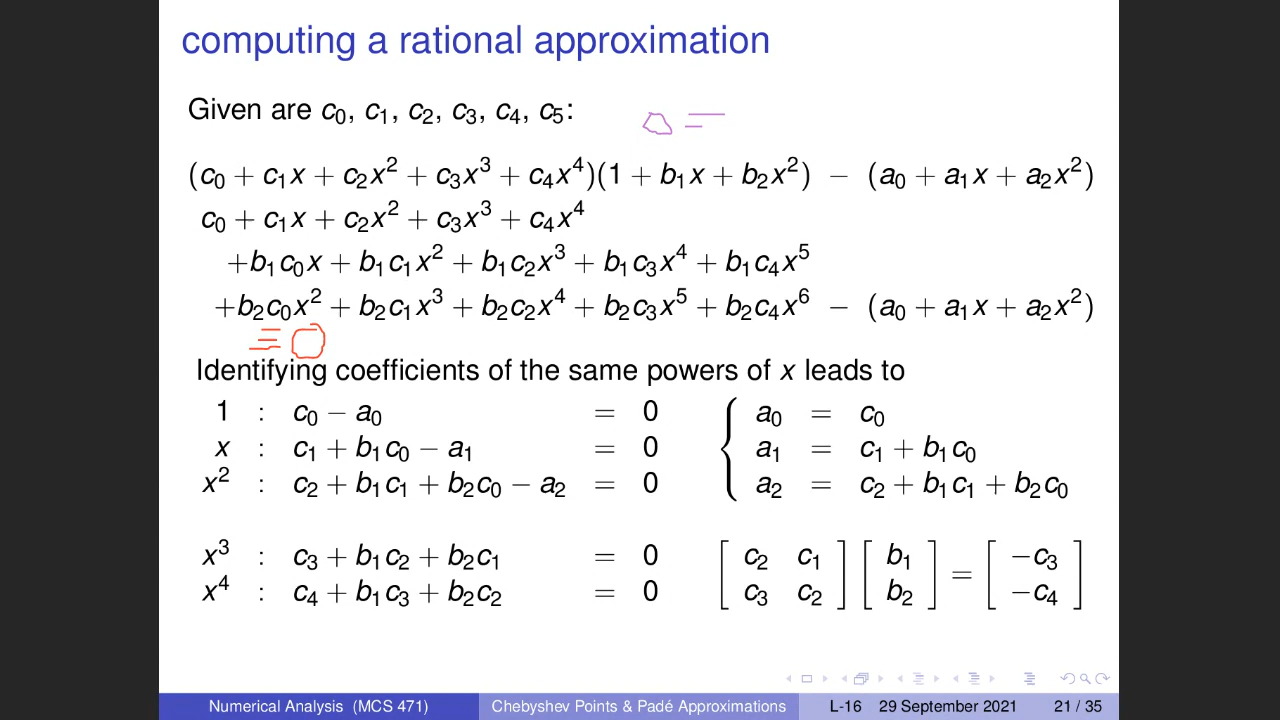 computing a rational approximation
Given are c₀, c₁, c₂, c₃, c₄, c₅:
=
(c₀ + c₁x + c₂x² + c₃x³ + c₄x⁴)(1 + b₁x + b₂x²) − (a₀ + a₁x + a₂x²)
c₀ + c₁x + c₂x² + c₃x³ + c₄x⁴
+b₁c₀x + b₁c₁x² + b₁c₂x³ + b₁c₃x⁴ + b₁c₄x⁵
+b₂c₀x² + b₂c₁x³ + b₂c₂x⁴ + b₂c₃x⁵ + b₂c₄x⁶ − (a₀ + a₁x + a₂x²)
= 0
Identifying coefficients of the same powers of x leads to
1 : c₀ − a₀ = 0 { a₀ = c₀
x : c₁ + b₁c₀ − a₁ = 0 a₁ = c₁ + b₁c₀
x² : c₂ + b₁c₁ + b₂c₀ − a₂ = 0 a₂ = c₂ + b₁c₁ + b₂c₀
x³ : c₃ + b₁c₂ + b₂c₁ = 0 [ c₂ c₁ ] [ b₁ ] = [ −c₃ ]
x⁴ : c₄ + b₁c₃ + b₂c₂ = 0 [ c₃ c₂ ] [ b₂ ] [ −c₄ ]
Numerical Analysis (MCS 471) Chebyshev Points & Padé Approximations L-16 29 September 2021 21 / 35